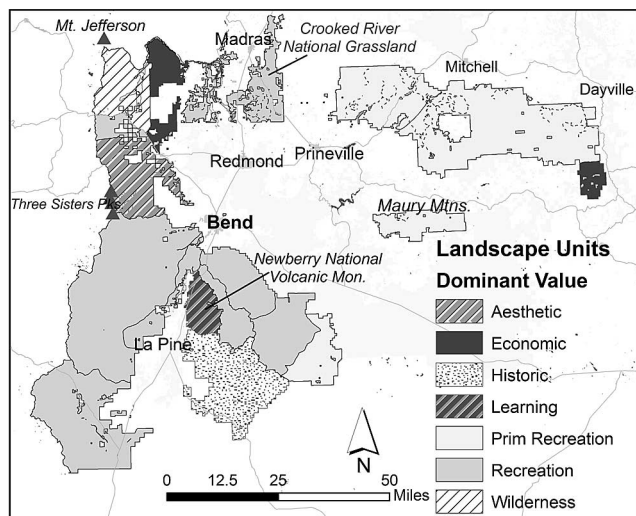 Mt. Jefferson
Madras
Crooked River
National Grassland
Mitchell
Dayville
Redmond
Prineville
Three Sisters Pks.
Maury Mtns.
Bend
Newberry National
Volcanic Mon.
La Pine
Landscape Units
Dominant Value
Aesthetic
Economic
Historic
Learning
Prim Recreation
Recreation
Wilderness
N
0 12.5 25 50
Miles